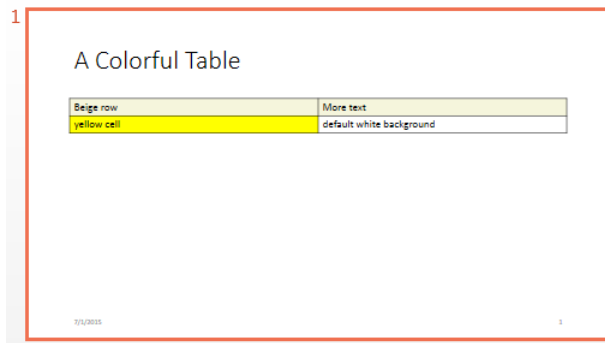 1
A Colorful Table
Beige row More text
yellow cell default white background
7/1/2015 1